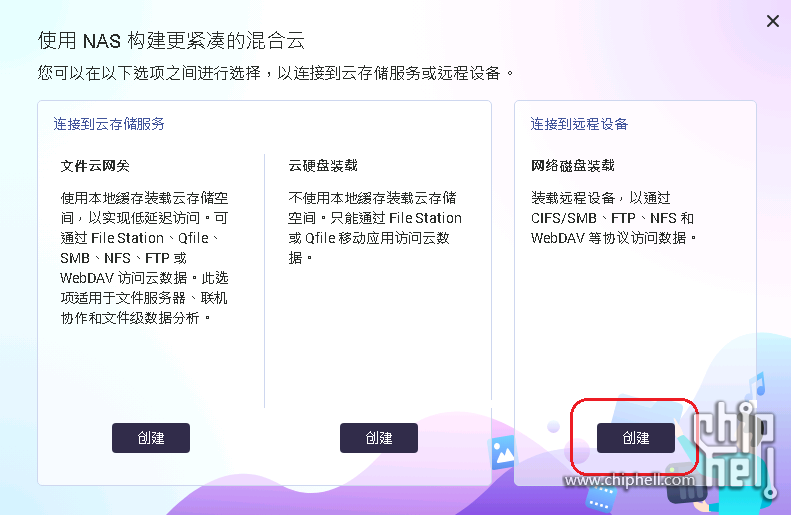 使用 NAS 构建更紧凑的混合云
您可以在以下选项之间进行选择，以连接到云存储服务或远程设备。
连接到云存储服务
文件云网关
使用本地缓存装载云存储空
间，以实现低延迟访问。可
通过 File Station、Qfile、
SMB、NFS、FTP 或
WebDAV 访问云数据。此选
项适用于文件服务器、联机
协作和文件级数据分析。
创建
云硬盘装载
不使用本地缓存装载云存储
空间。只能通过 File Station
或 Qfile 移动应用访问云数
据。
创建
连接到远程设备
网络磁盘装载
装载远程设备，以通过
CIFS/SMB、FTP、NFS 和
WebDAV 等协议访问数据。
创建
chip
hell
www.chiphell.com